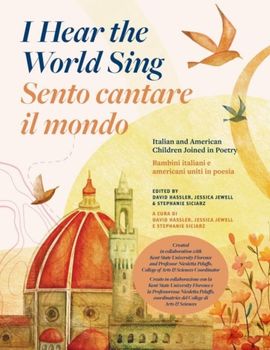 I Hear the
World Sing
Sento cantare
il mondo
Italian and American
Children Joined in Poetry
Bambini italiani e
americani uniti in poesia
EDITED BY
DAVID HASSLER, JESSICA JEWELL
& STEPHANIE SICIARZ
A CURA DI
DAVID HASSLER, JESSICA JEWELL
E STEPHANIE SICIARZ
Created
in collaboration with
Kent State University Florence
and Professor Nicoletta Peluffo,
College of Arts & Sciences Coordinator
Creato in collaborazione con la
Kent State University Florence e
la Professoressa Nicoletta Peluffo,
coordinatrice del College di
Arts & Sciences